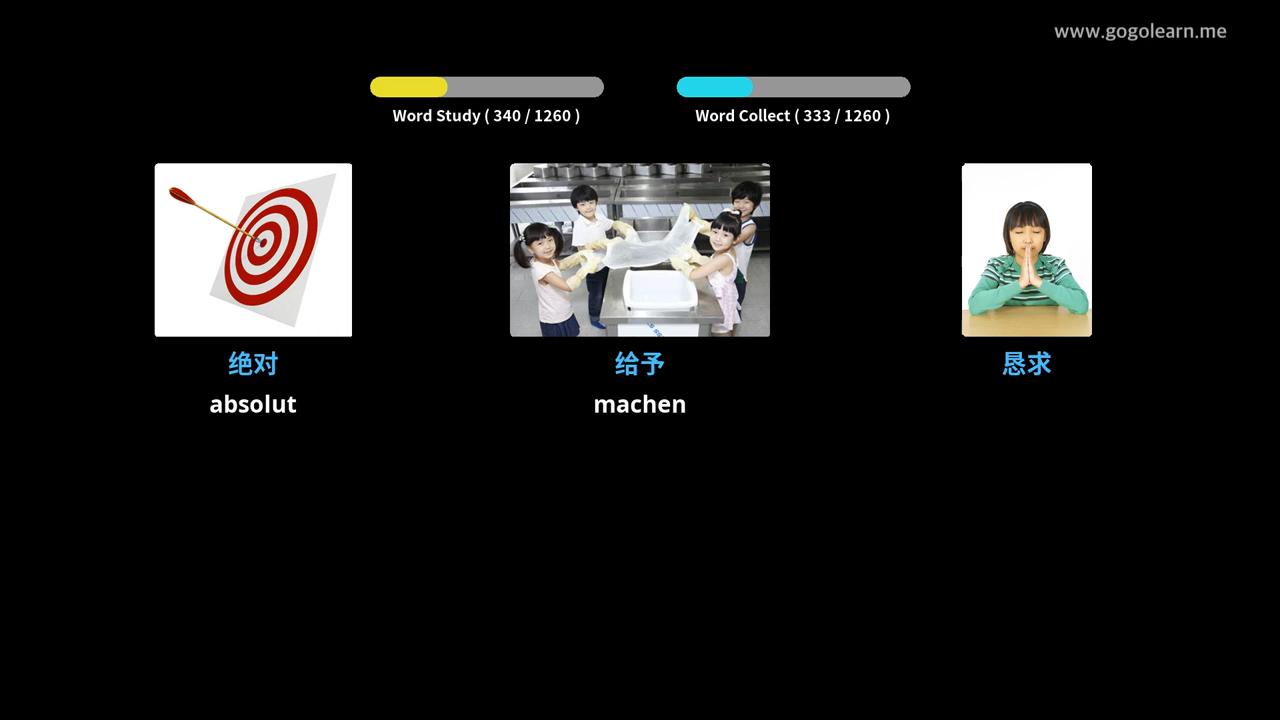 www.gogolearn.me
Word Study ( 340 / 1260 )
Word Collect ( 333 / 1260 )
绝对
absolut
给予
machen
恳求